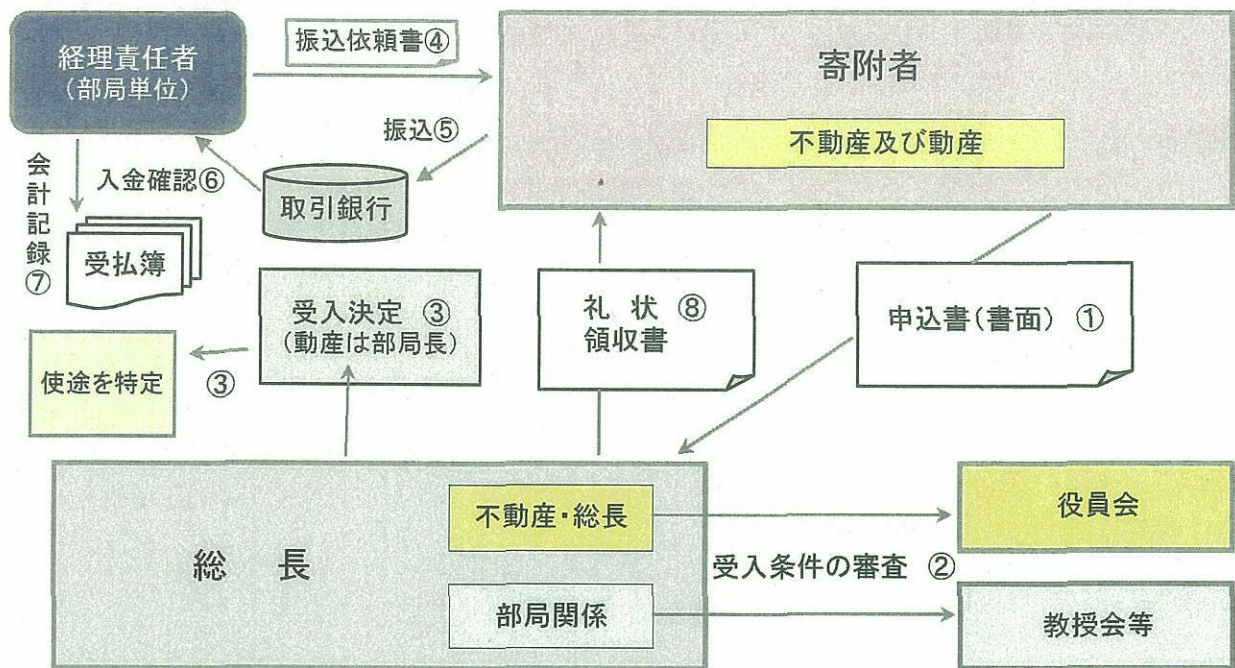 経理責任者
(部局単位)
振込依頼書④
寄附者
不動産及び動産
振込⑤
会計記録⑦
入金確認⑥
取引銀行
受払簿
受入決定 ③
(動産は部局長)
礼 状 ⑧
領収書
申込書(書面) ①
使途を特定
③
総 長
不動産・総長
部局関係
受入条件の審査 ②
役員会
教授会等